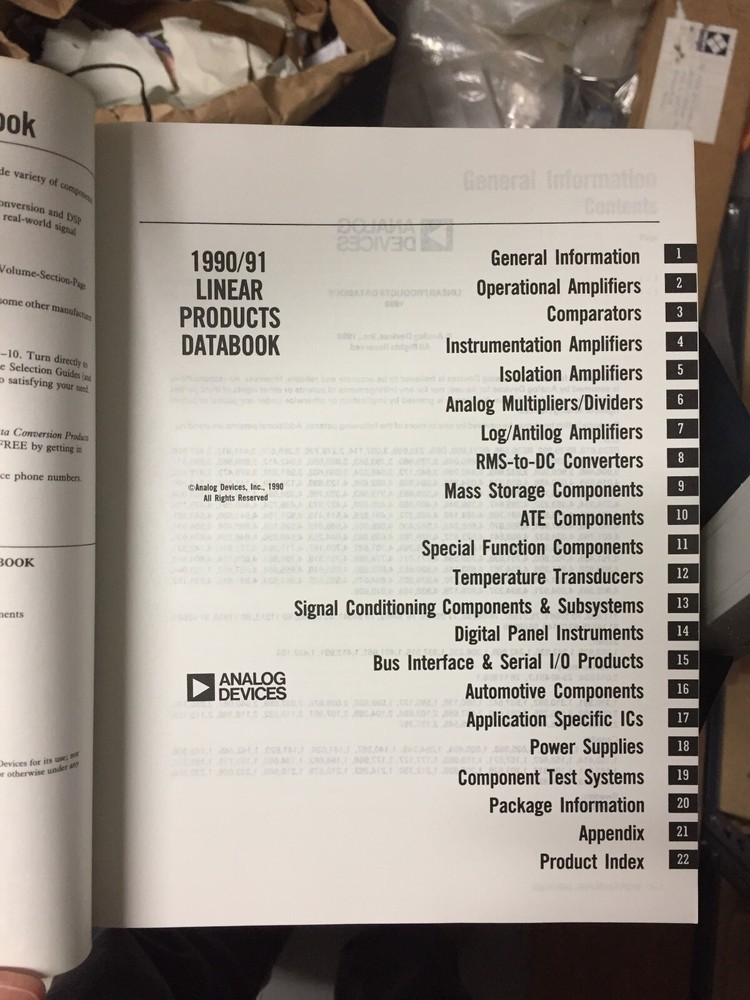 ook
de variety of components
onversion and DSP
real-world signal
Volume-Section-Page
some other manufacture
–10. Turn directly to
e Selection Guides (and
o satisfying your need.
ta Conversion Products
FREE by getting in
ce phone numbers.
BOOK
nents
Devices for its use; nor
r otherwise under any
General Information
Contents
1990/91
LINEAR
PRODUCTS
DATABOOK
©Analog Devices, Inc., 1990
All Rights Reserved
ANALOG
DEVICES
General Information 1
Operational Amplifiers 2
Comparators 3
Instrumentation Amplifiers 4
Isolation Amplifiers 5
Analog Multipliers/Dividers 6
Log/Antilog Amplifiers 7
RMS-to-DC Converters 8
Mass Storage Components 9
ATE Components 10
Special Function Components 11
Temperature Transducers 12
Signal Conditioning Components & Subsystems 13
Digital Panel Instruments 14
Bus Interface & Serial I/O Products 15
Automotive Components 16
Application Specific ICs 17
Power Supplies 18
Component Test Systems 19
Package Information 20
Appendix 21
Product Index 22